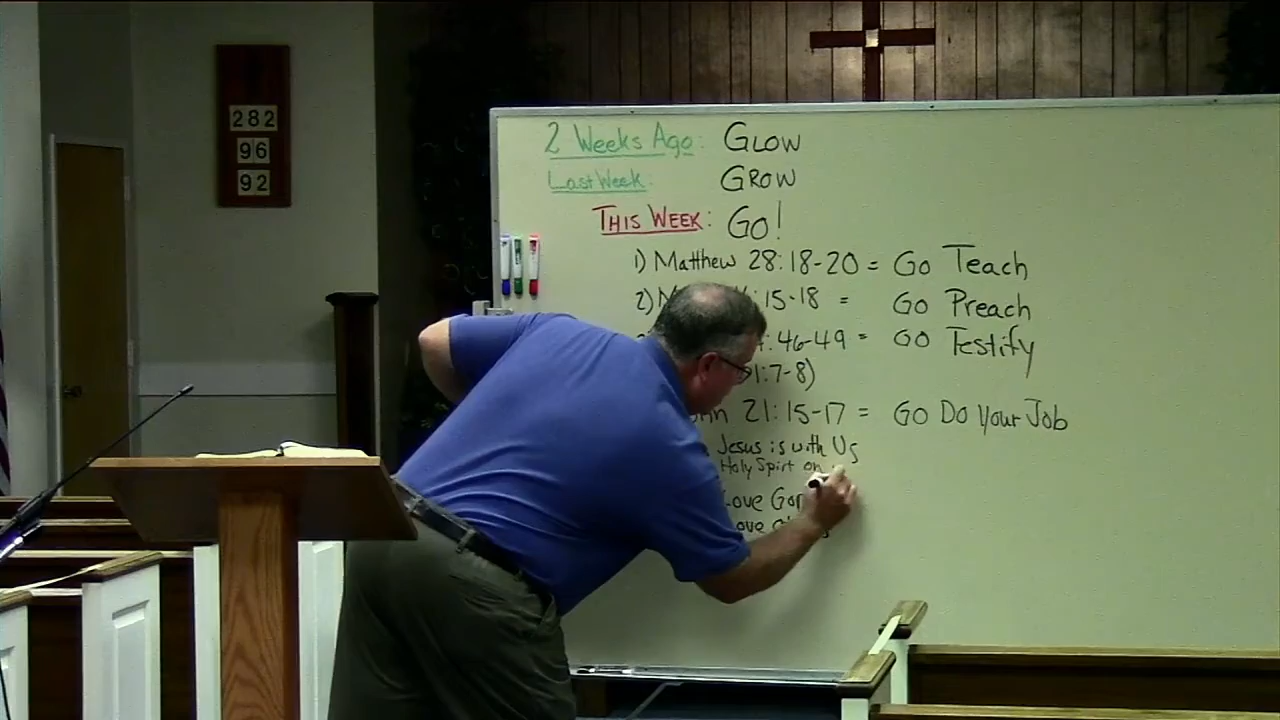 282
96
92
2 Weeks Ago: GLOW
Last Week: GROW
THIS WEEK: GO!
1) Matthew 28:18-20 = Go Teach
2) :15-18 = Go Preach
:46-49 = Go Testify
1:7-8)
21:15-17 = Go Do Your Job
Jesus is with Us
Holy Spirt on
Love